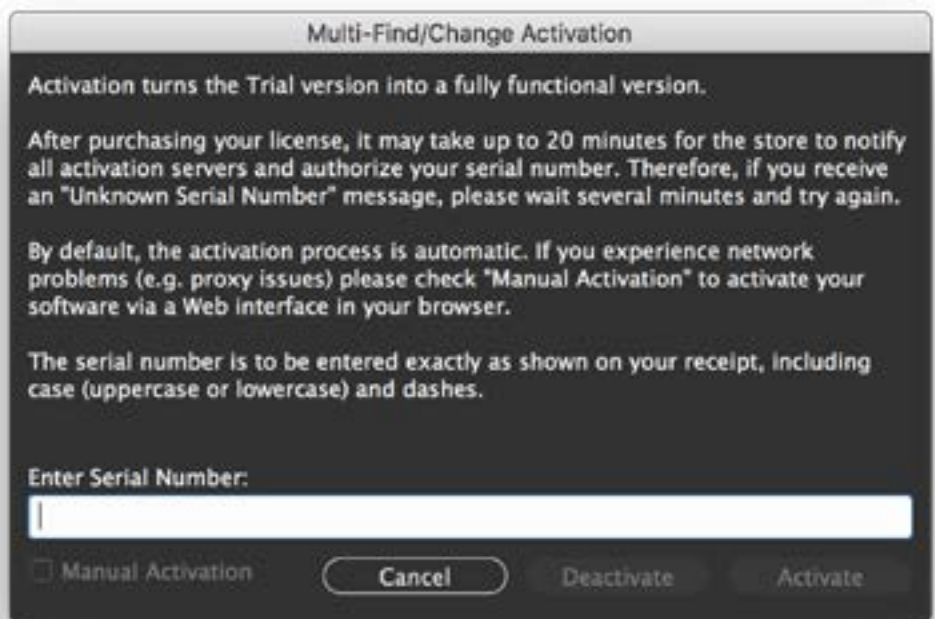 Multi-Find/Change Activation
Activation turns the Trial version into a fully functional version.
After purchasing your license, it may take up to 20 minutes for the store to notify
all activation servers and authorize your serial number. Therefore, if you receive
an "Unknown Serial Number" message, please wait several minutes and try again.
By default, the activation process is automatic. If you experience network
problems (e.g. proxy issues) please check "Manual Activation" to activate your
software via a Web interface in your browser.
The serial number is to be entered exactly as shown on your receipt, including
case (uppercase or lowercase) and dashes.
Enter Serial Number:
Manual Activation Cancel Deactivate Activate